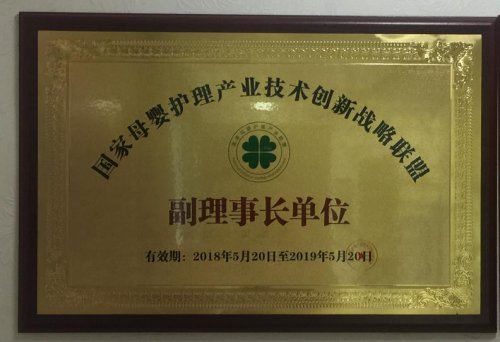 国家母婴护理产业技术创新战略联盟
副理事长单位
有效期：2018年5月20日至2019年5月20日